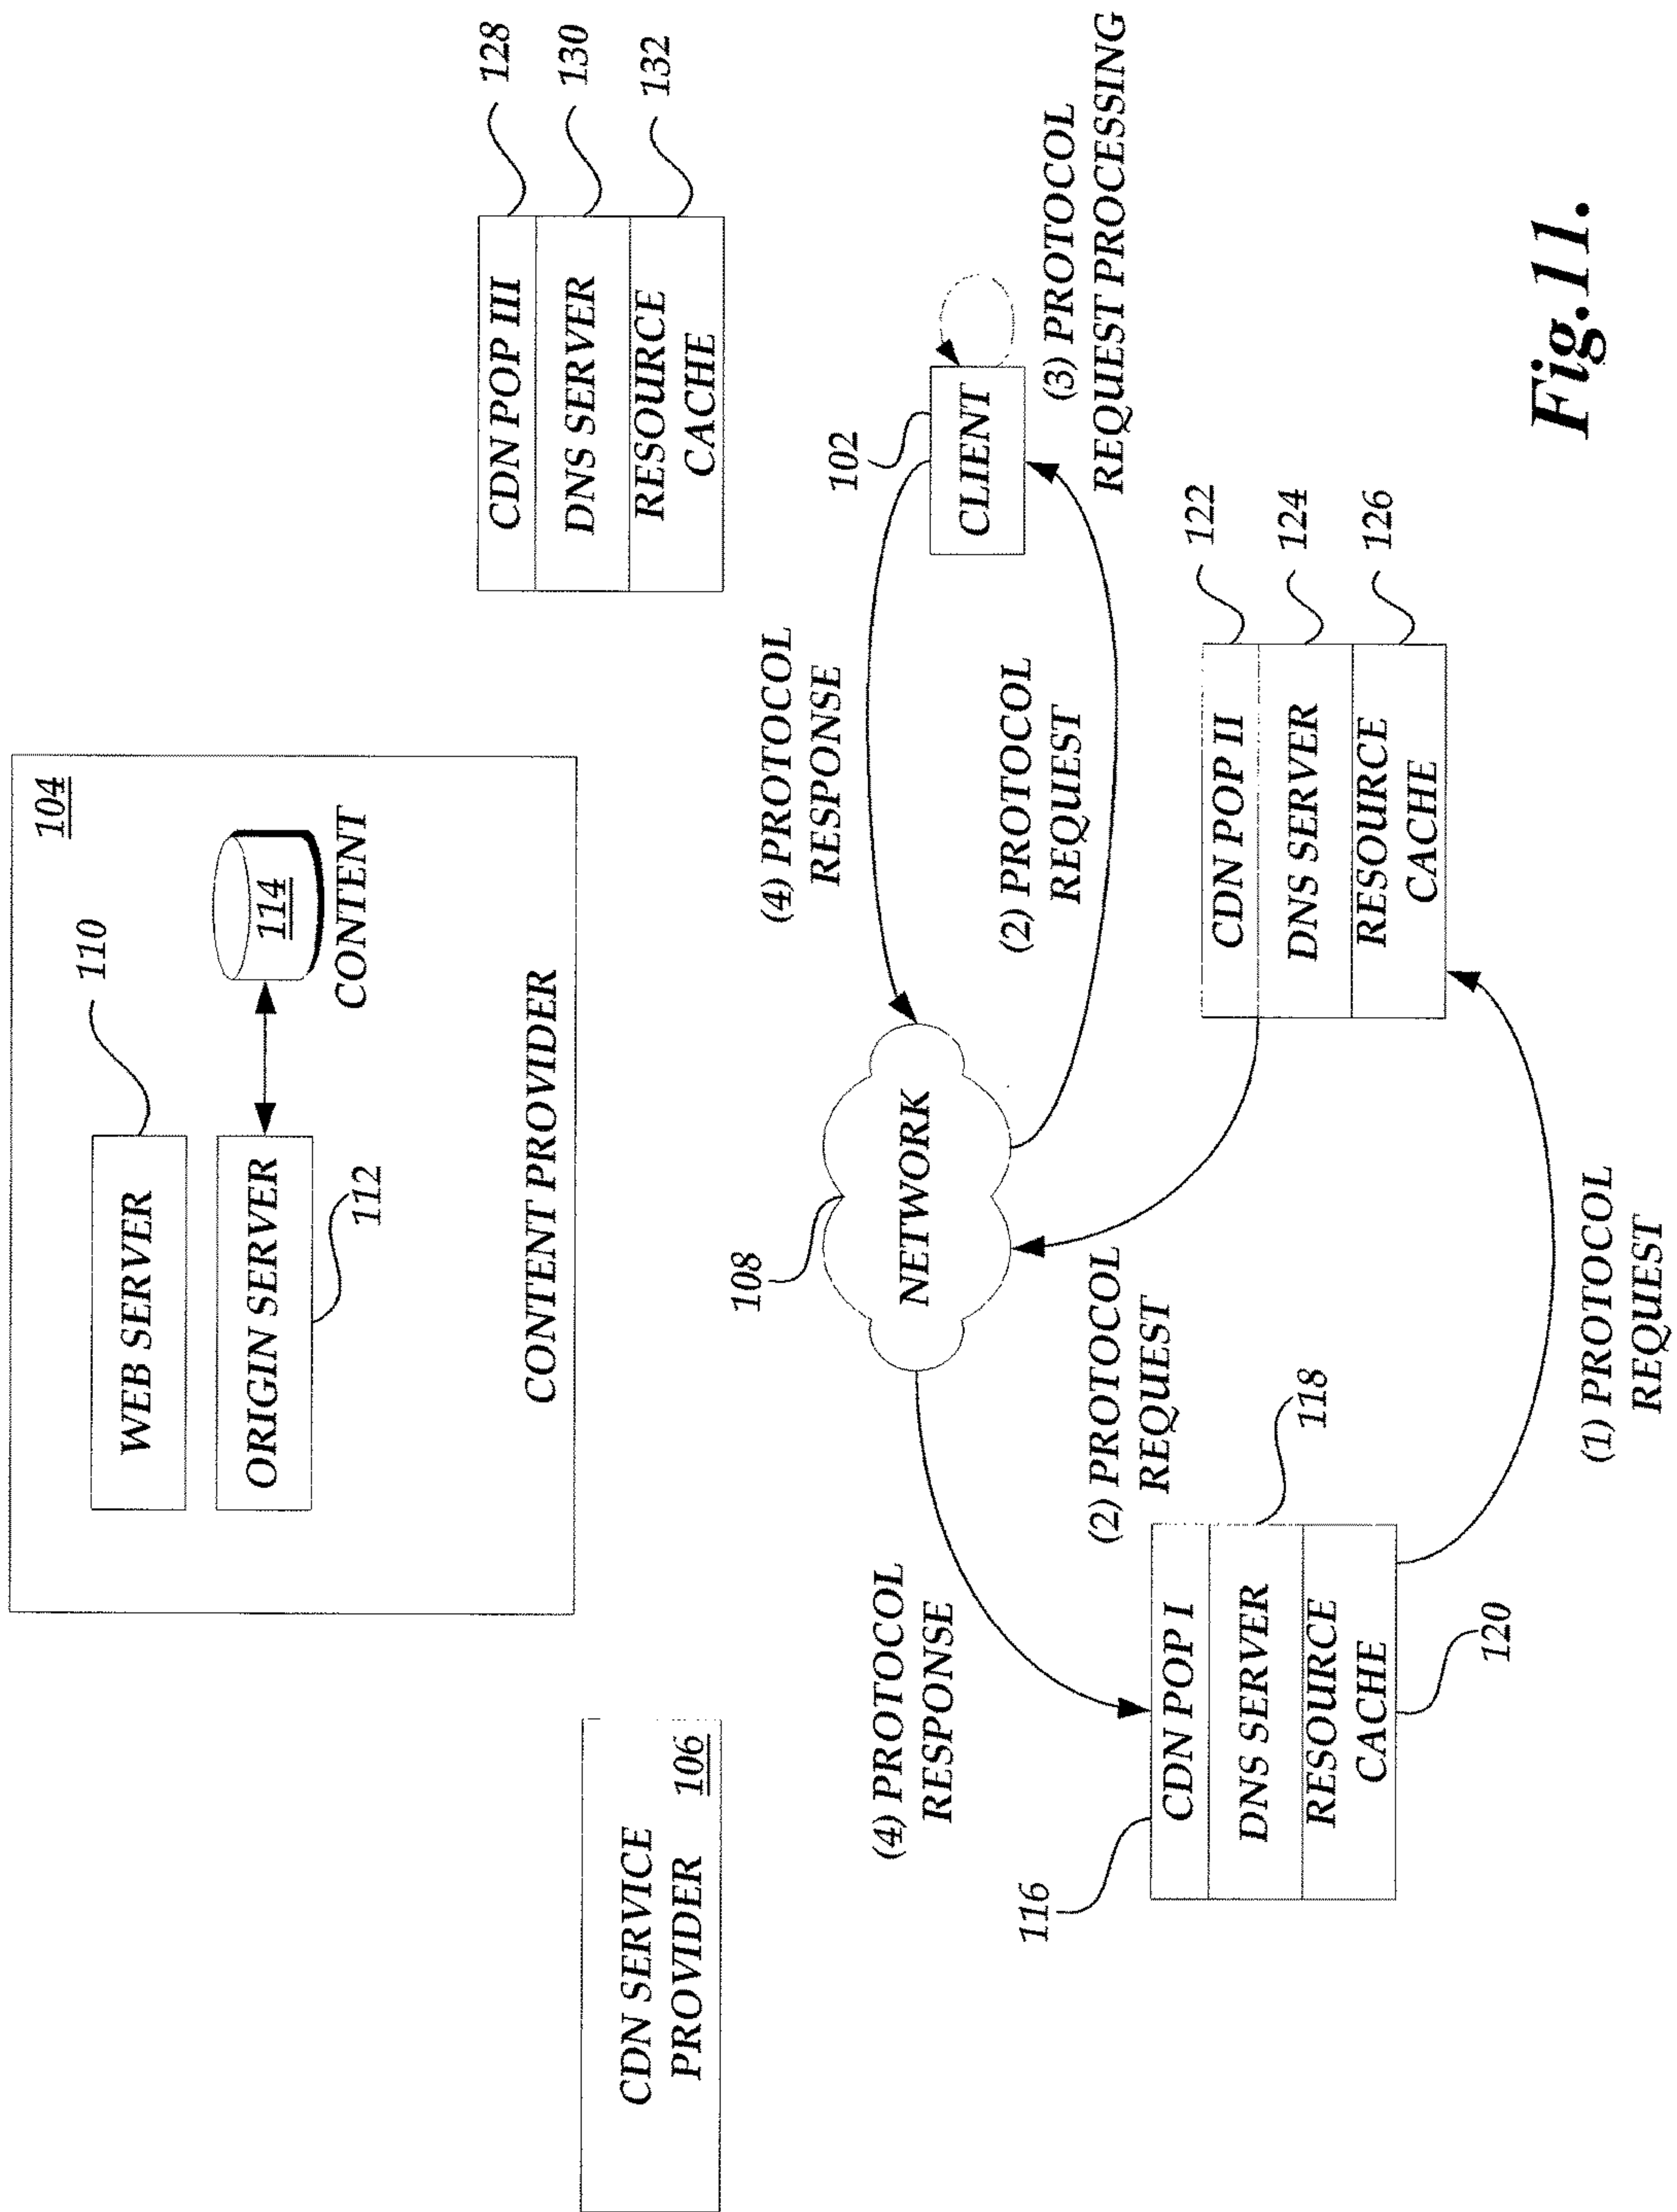 104
WEB SERVER
110
ORIGIN SERVER
112
114
CONTENT
CONTENT PROVIDER
CDN SERVICE
PROVIDER
106
CDN POP III
128
DNS SERVER
130
RESOURCE
CACHE
132
(4) PROTOCOL
RESPONSE
108
NETWORK
(4) PROTOCOL
RESPONSE
102
CLIENT
(2) PROTOCOL
REQUEST
(3) PROTOCOL
REQUEST PROCESSING
(2) PROTOCOL
REQUEST
116
CDN POP I
118
DNS SERVER
RESOURCE
CACHE
120
CDN POP II
122
DNS SERVER
124
RESOURCE
CACHE
126
(1) PROTOCOL
REQUEST
Fig.11.